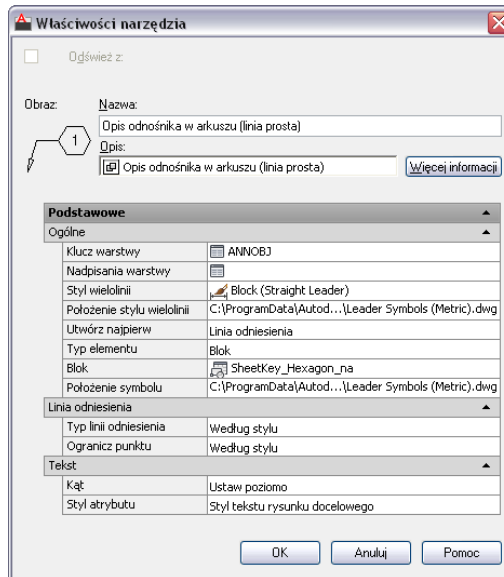 Właściwości narzędzia
Odśwież z:
Obraz:
Nazwa:
Opis odnośnika w arkuszu (linia prosta)
1
Opis:
Opis odnośnika w arkuszu (linia prosta)
Więcej informacji
Podstawowe
Ogólne
Klucz warstwy ANNOBJ
Nadpisania warstwy
Styl wielolinii Block (Straight Leader)
Położenie stylu wielolinii C:\ProgramData\Autod...\Leader Symbols (Metric).dwg
Utwórz najpierw Linia odniesienia
Typ elementu Blok
Blok SheetKey_Hexagon_na
Położenie symbolu C:\ProgramData\Autod...\Leader Symbols (Metric).dwg
Linia odniesienia
Typ linii odniesienia Według stylu
Ogranicz punktu Według stylu
Tekst
Kąt Ustaw poziomo
Styl atrybutu Styl tekstu rysunku docelowego
OK Anuluj Pomoc